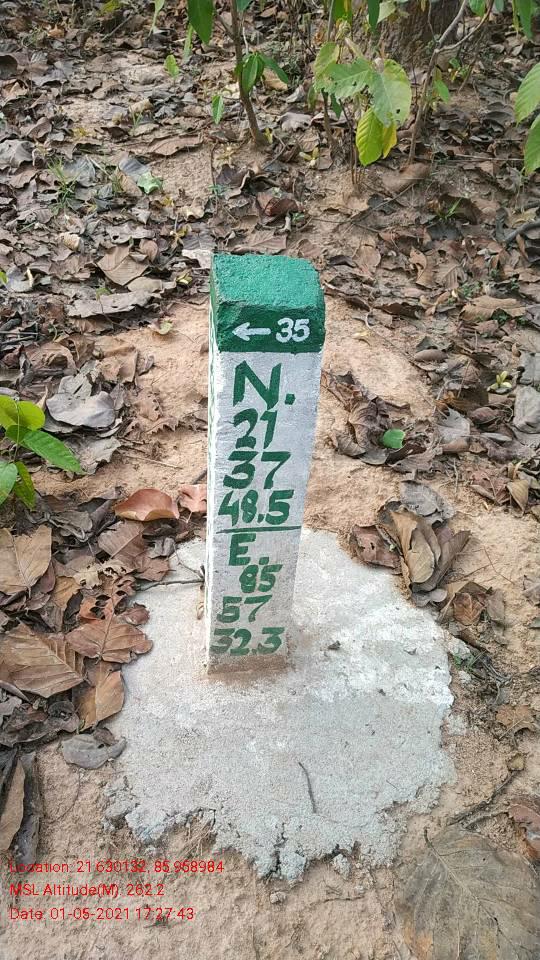 ← 35
N.
21
37
48.5
E.
85
57
32.3
Location: 21.630132, 85.958984
MSL Altitude(M): 262.2
Date: 01-05-2021 17:27:43